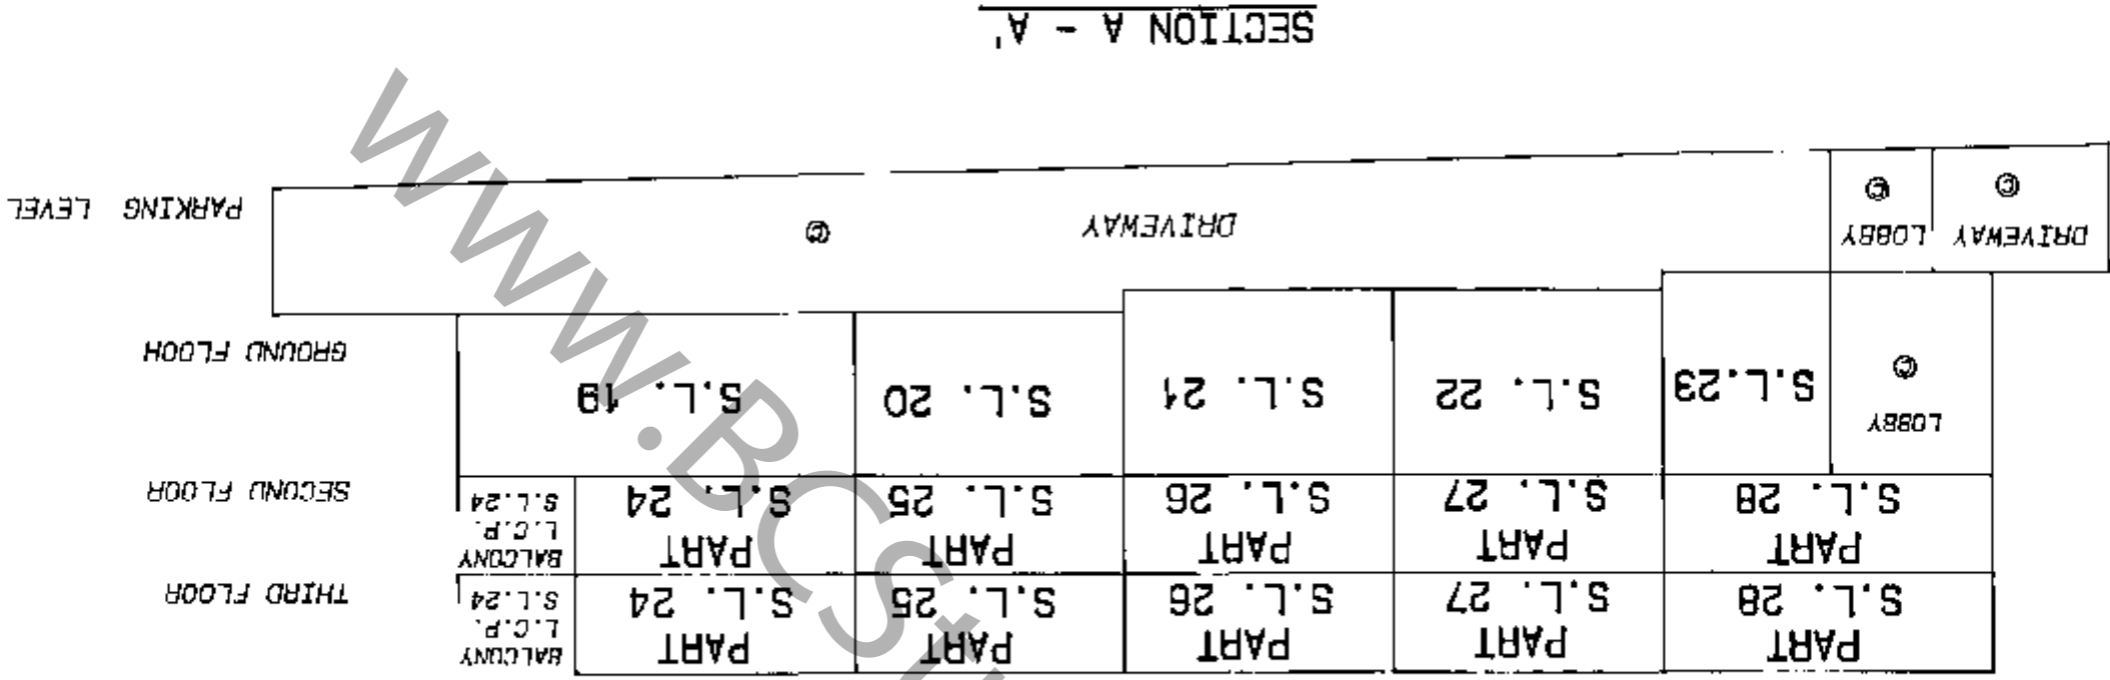 THIRD FLOOR
PART
S.L. 28
PART
S.L. 27
PART
S.L. 26
PART
S.L. 25
PART
S.L. 24
BALCONY
L.C.P.
S.L.24
SECOND FLOOR
PART
S.L. 28
PART
S.L. 27
PART
S.L. 26
PART
S.L. 25
PART
S.L. 24
BALCONY
L.C.P.
S.L.24
GROUND FLOOR
LOBBY
©
S.L.23
S.L. 22
S.L. 21
S.L. 20
S.L. 19
PARKING LEVEL
DRIVEWAY
©
LOBBY
©
DRIVEWAY
©
SECTION A - A'
www.BCSt